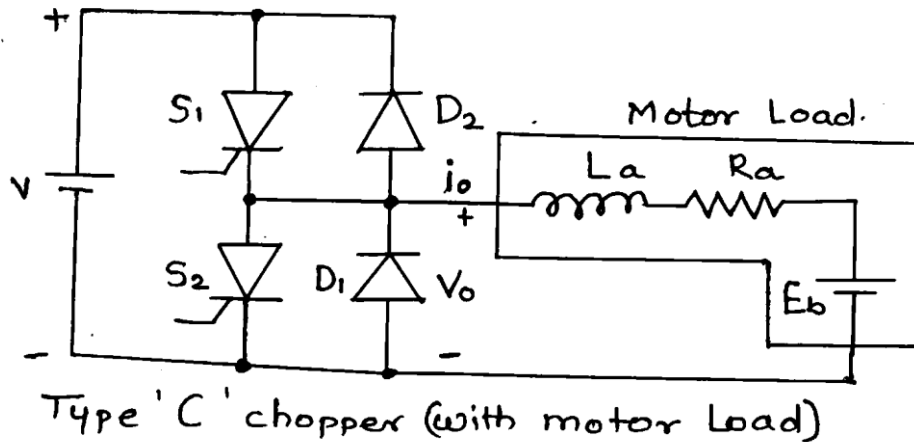 +
S1
D2
Motor Load.
La
Ra
V
io
+
S2
D1
Vo
Eb
-
-
Type 'C' chopper (with motor Load)